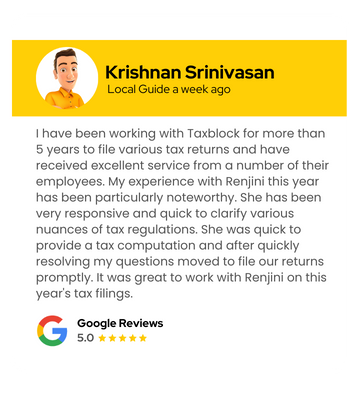 Krishnan Srinivasan
Local Guide a week ago
I have been working with Taxblock for more than
5 years to file various tax returns and have
received excellent service from a number of their
employees. My experience with Renjini this year
has been particularly noteworthy. She has been
very responsive and quick to clarify various
nuances of tax regulations. She was quick to
provide a tax computation and after quickly
resolving my questions moved to file our returns
promptly. It was great to work with Renjini on this
year's tax filings.
Google Reviews
5.0